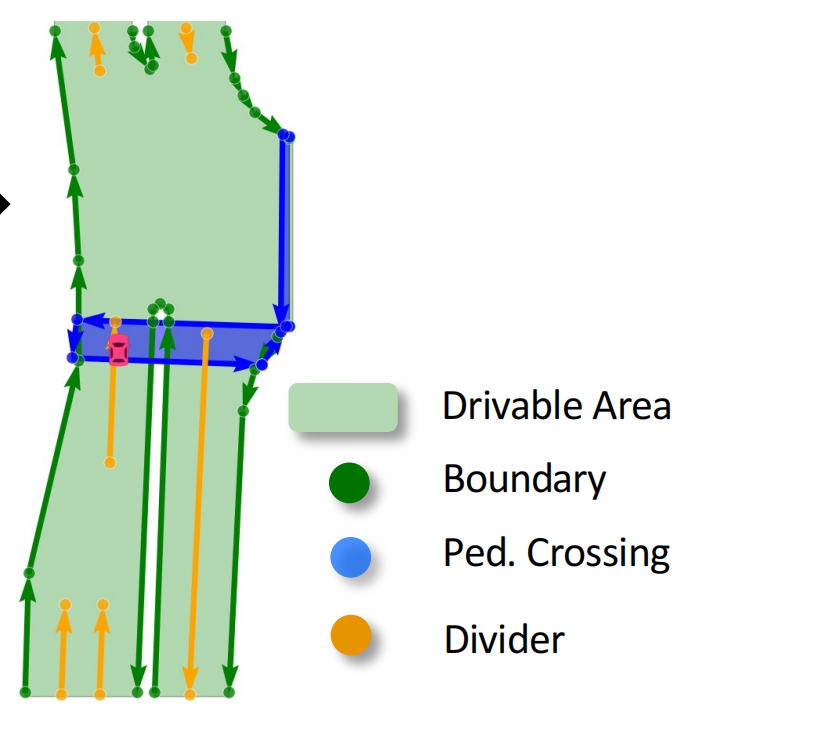 Drivable Area
Boundary
Ped. Crossing
Divider